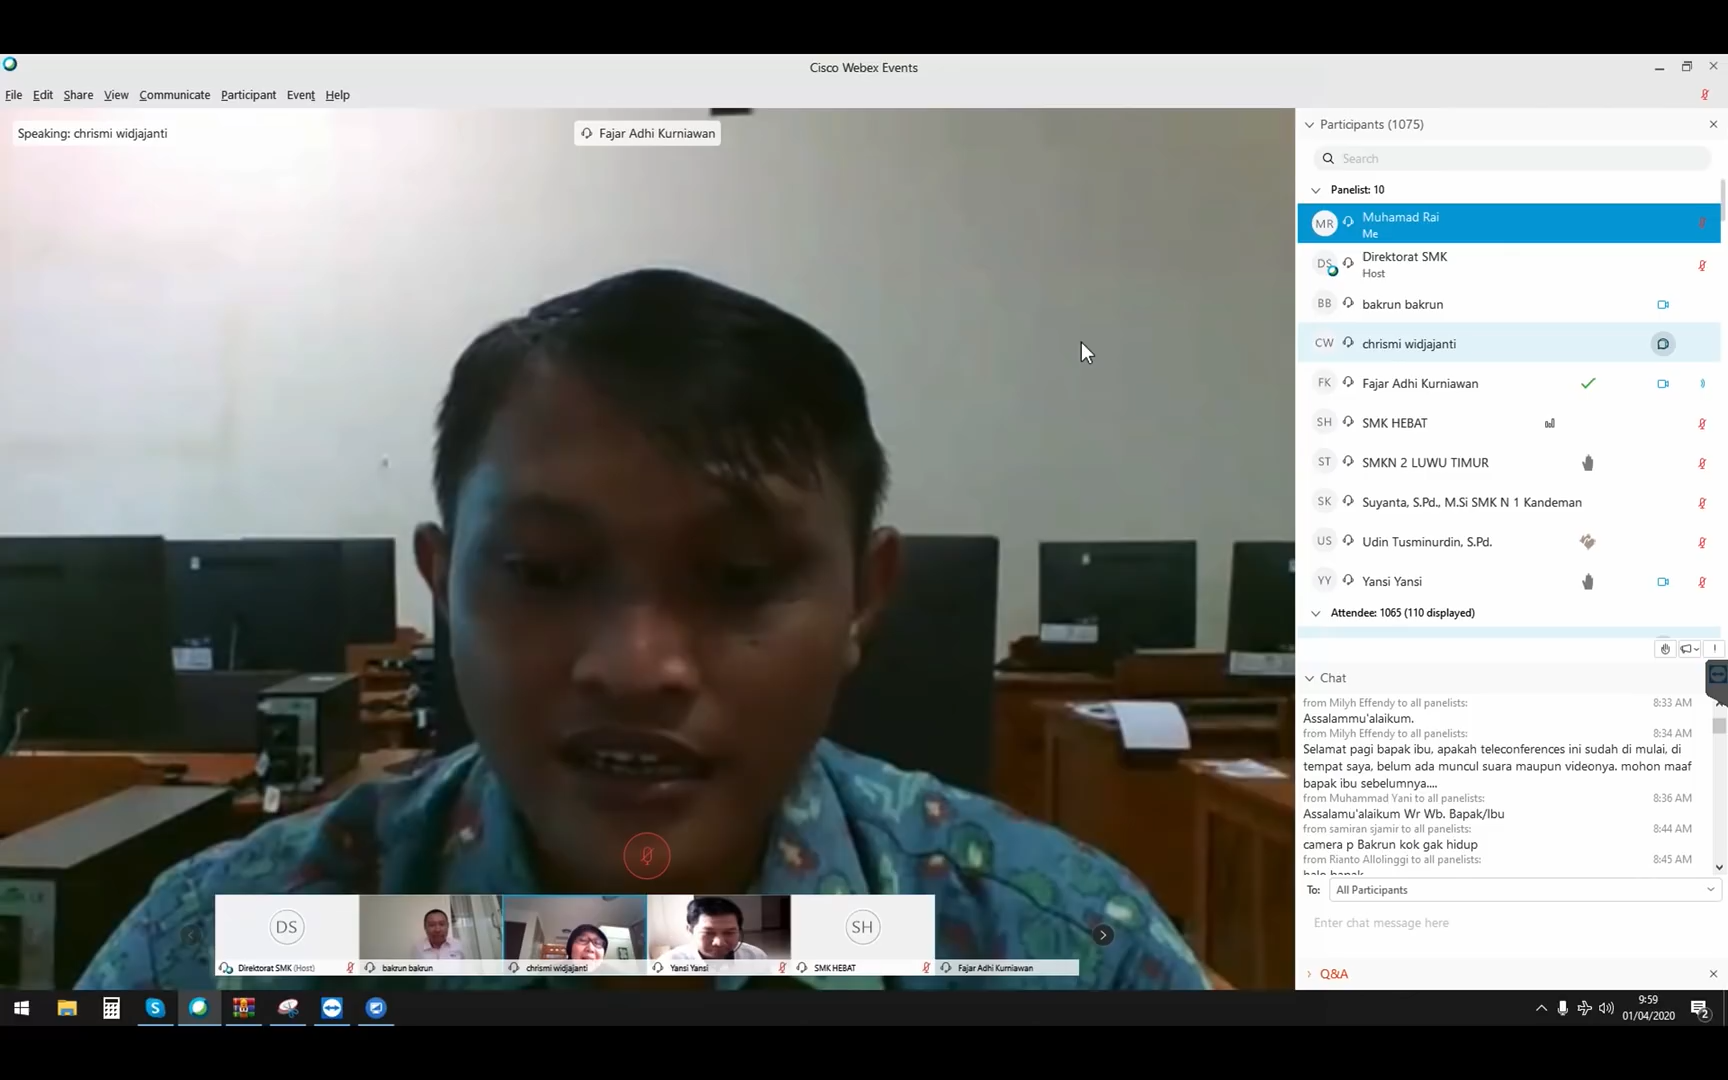 Cisco Webex Events
File Edit Share View Communicate Participant Event Help
Speaking: chrismi widjajanti
Fajar Adhi Kurniawan
Participants (1075)
Search
Panelist: 10
MR Muhamad Rai
Me
DS Direktorat SMK
Host
BB bakrun bakrun
CW chrismi widjajanti
FK Fajar Adhi Kurniawan
SH SMK HEBAT
ST SMKN 2 LUWU TIMUR
SK Suyanta, S.Pd., M.Si SMK N 1 Kandeman
US Udin Tusminurdin, S.Pd.
YY Yansi Yansi
Attendee: 1065 (110 displayed)
Chat
from Milyh Effendy to all panelists: 8:33 AM
Assalammu'alaikum.
from Milyh Effendy to all panelists: 8:34 AM
Selamat pagi bapak ibu, apakah teleconferences ini sudah di mulai, di
tempat saya, belum ada muncul suara maupun videonya. mohon maaf
bapak ibu sebelumnya....
from Muhammad Yani to all panelists: 8:36 AM
Assalamu'alaikum Wr Wb. Bapak/Ibu
from samiran sjamir to all panelists: 8:44 AM
camera p Bakrun kok gak hidup
from Rianto Allolinggi to all panelists: 8:45 AM
To: All Participants
Enter chat message here
Q&A
DS
SH
Direktorat SMK (Host)
bakrun bakrun
chrismi widjajanti
Yansi Yansi
SMK HEBAT
Fajar Adhi Kurniawan
9:59
01/04/2020
2